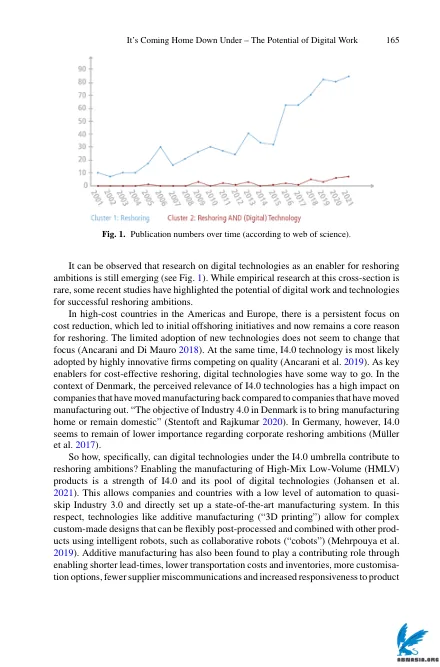 It's Coming Home Down Under – The Potential of Digital Work 165
90
80
70
60
50
40
30
20
10
0
2001 2002 2003 2004 2005 2006 2007 2008 2009 2010 2011 2012 2013 2014 2015 2016 2017 2018 2019 2020 2021
Cluster 1: Reshoring Cluster 2: Reshoring AND (Digital) Technology
Fig. 1. Publication numbers over time (according to web of science).
It can be observed that research on digital technologies as an enabler for reshoring
ambitions is still emerging (see Fig. 1). While empirical research at this cross-section is
rare, some recent studies have highlighted the potential of digital work and technologies
for successful reshoring ambitions.
In high-cost countries in the Americas and Europe, there is a persistent focus on
cost reduction, which led to initial offshoring initiatives and now remains a core reason
for reshoring. The limited adoption of new technologies does not seem to change that
focus (Ancarani and Di Mauro 2018). At the same time, I4.0 technology is most likely
adopted by highly innovative firms competing on quality (Ancarani et al. 2019). As key
enablers for cost-effective reshoring, digital technologies have some way to go. In the
context of Denmark, the perceived relevance of I4.0 technologies has a high impact on
companies that have moved manufacturing back compared to companies that have moved
manufacturing out. “The objective of Industry 4.0 in Denmark is to bring manufacturing
home or remain domestic” (Stentoft and Rajkumar 2020). In Germany, however, I4.0
seems to remain of lower importance regarding corporate reshoring ambitions (Müller
et al. 2017).
So how, specifically, can digital technologies under the I4.0 umbrella contribute to
reshoring ambitions? Enabling the manufacturing of High-Mix Low-Volume (HMLV)
products is a strength of I4.0 and its pool of digital technologies (Johansen et al.
2021). This allows companies and countries with a low level of automation to quasi-
skip Industry 3.0 and directly set up a state-of-the-art manufacturing system. In this
respect, technologies like additive manufacturing (“3D printing”) allow for complex
custom-made designs that can be flexibly post-processed and combined with other prod-
ucts using intelligent robots, such as collaborative robots (“cobots”) (Mehrpouya et al.
2019). Additive manufacturing has also been found to play a contributing role through
enabling shorter lead-times, lower transportation costs and inventories, more customisa-
tion options, fewer supplier miscommunications and increased responsiveness to product